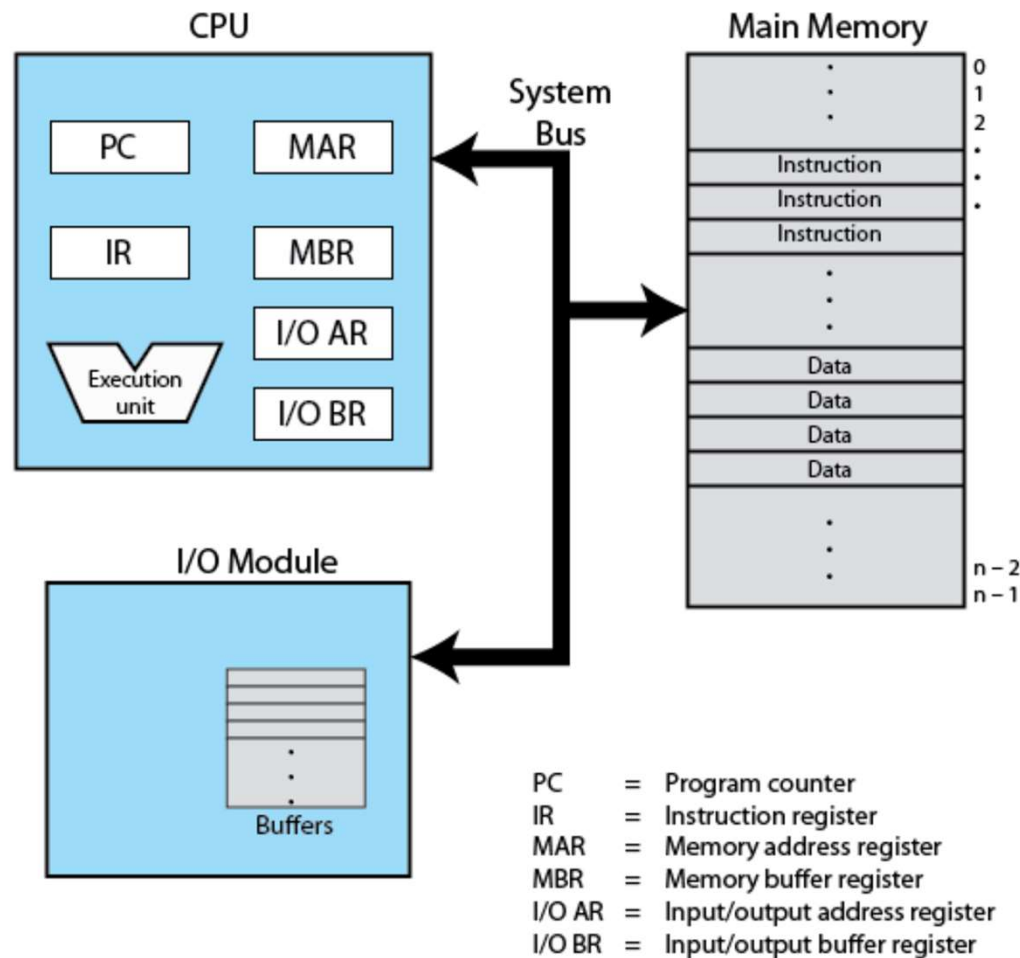 CPU
PC
MAR
IR
MBR
I/O AR
I/O BR
Execution
unit
System
Bus
Main Memory
0
1
2
Instruction
Instruction
Instruction
Data
Data
Data
Data
n – 2
n – 1
I/O Module
Buffers
PC = Program counter
IR = Instruction register
MAR = Memory address register
MBR = Memory buffer register
I/O AR = Input/output address register
I/O BR = Input/output buffer register